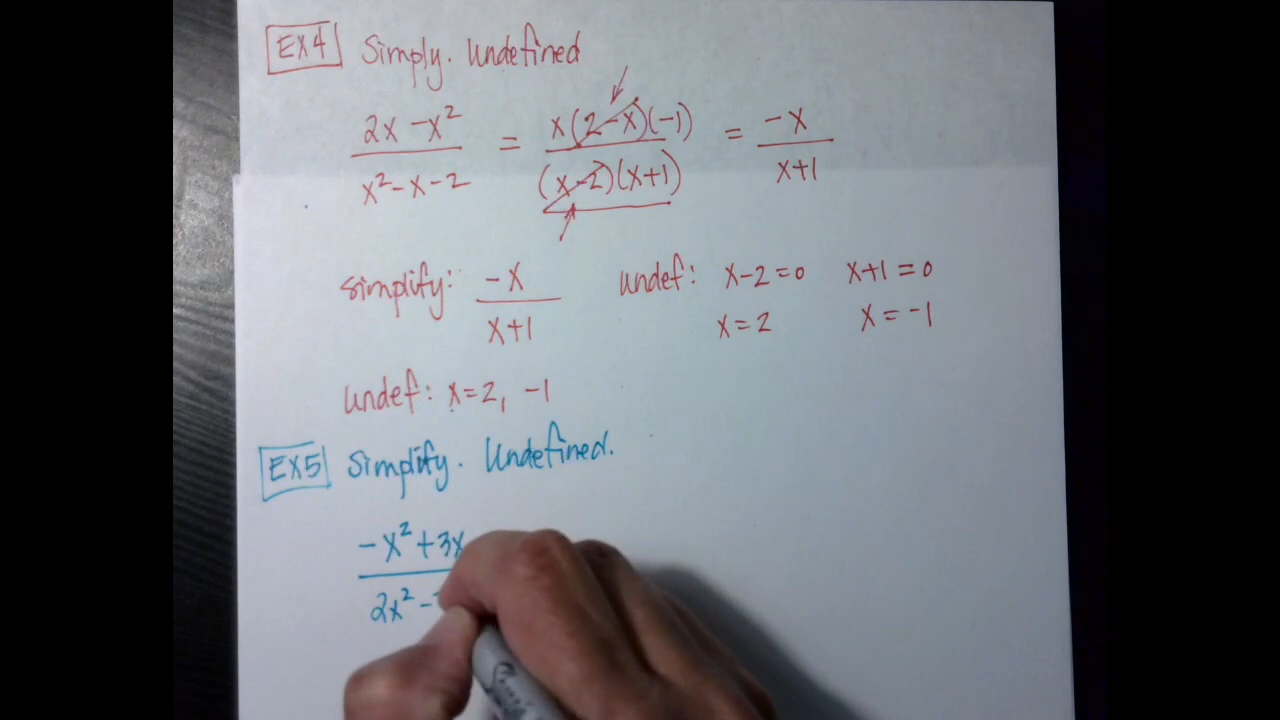 EX4 Simply. Undefined
2x - x² / x² - x - 2 = x(2-x)(-1) / (x-2)(x+1) = -x / x+1
simplify: -x / x+1 undef: x-2=0 x+1=0
x=2 x=-1
undef: x=2, -1
EX5 Simplify. Undefined.
-x² + 3x
2x² -